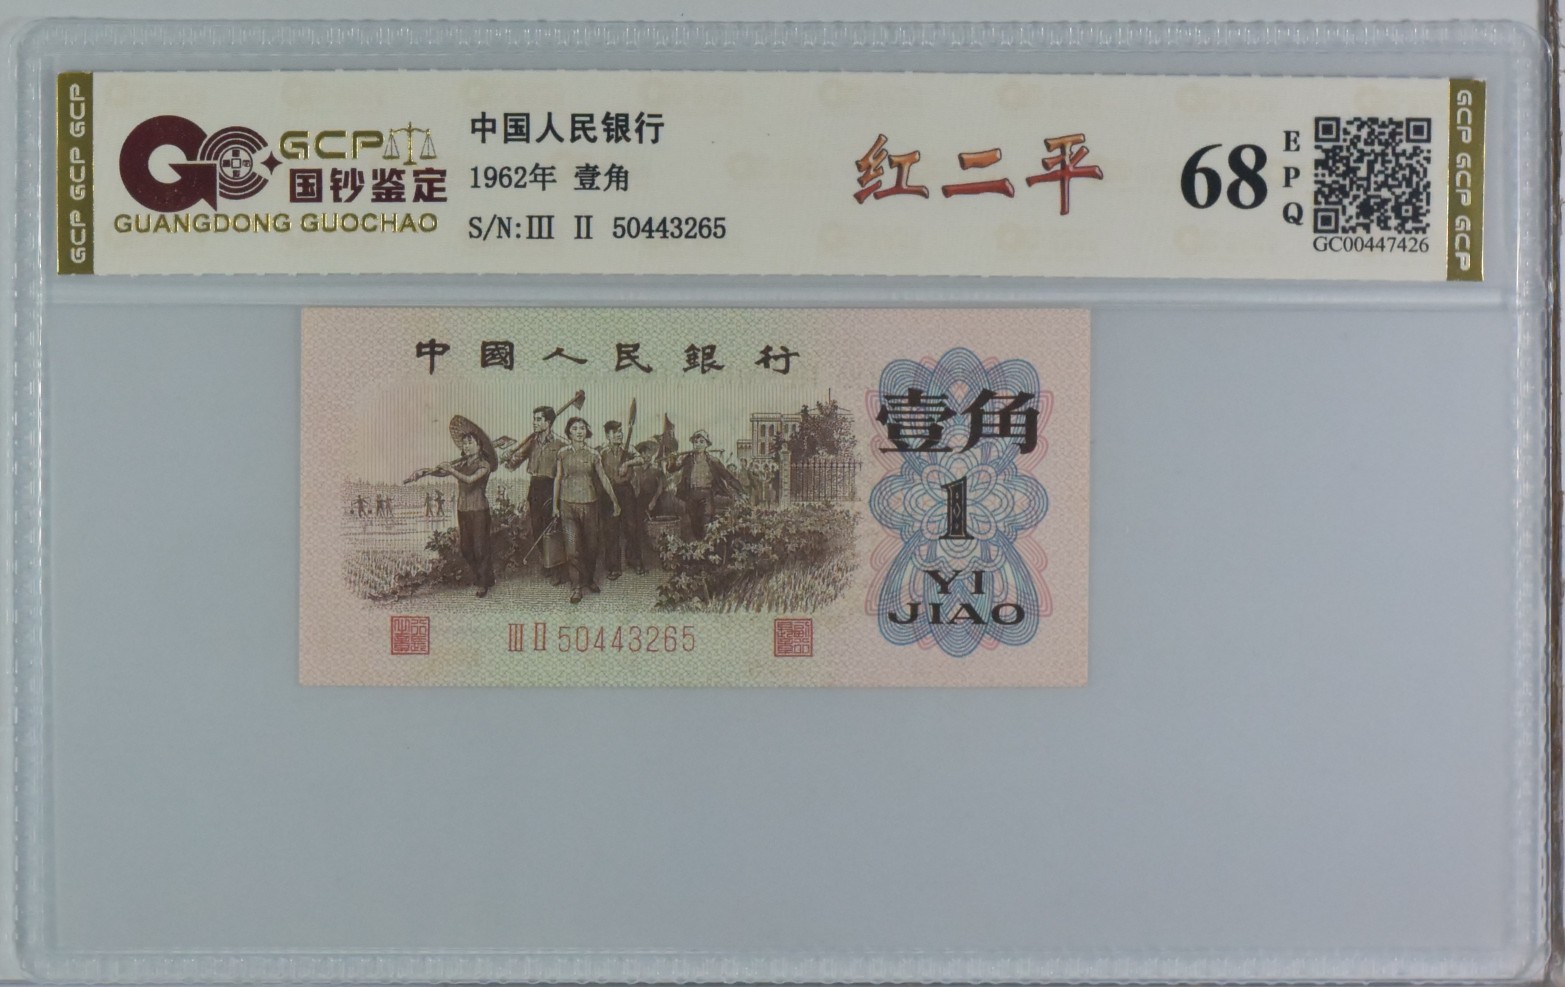 GCP GCP GCP
GCP
国钞鉴定
GUANGDONG GUOCHAO
中国人民银行
1962年 壹角
S/N:III II 50443265
红二平
68
EPQ
GC00447426
GCP GCP GCP
中國人民銀行
壹角
1
YI
JIAO
III II 50443265